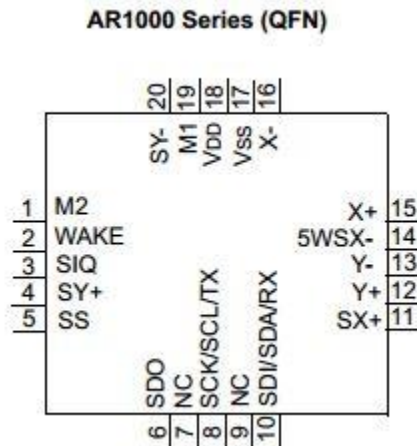 AR1000 Series (QFN)
20 19 18 17 16
SY- M1 VDD VSS X-
1 M2
2 WAKE
3 SIQ
4 SY+
5 SS
X+ 15
5WSX- 14
Y- 13
Y+ 12
SX+ 11
SDO NC SCK/SCL/TX NC SDI/SDA/RX
6 7 8 9 10